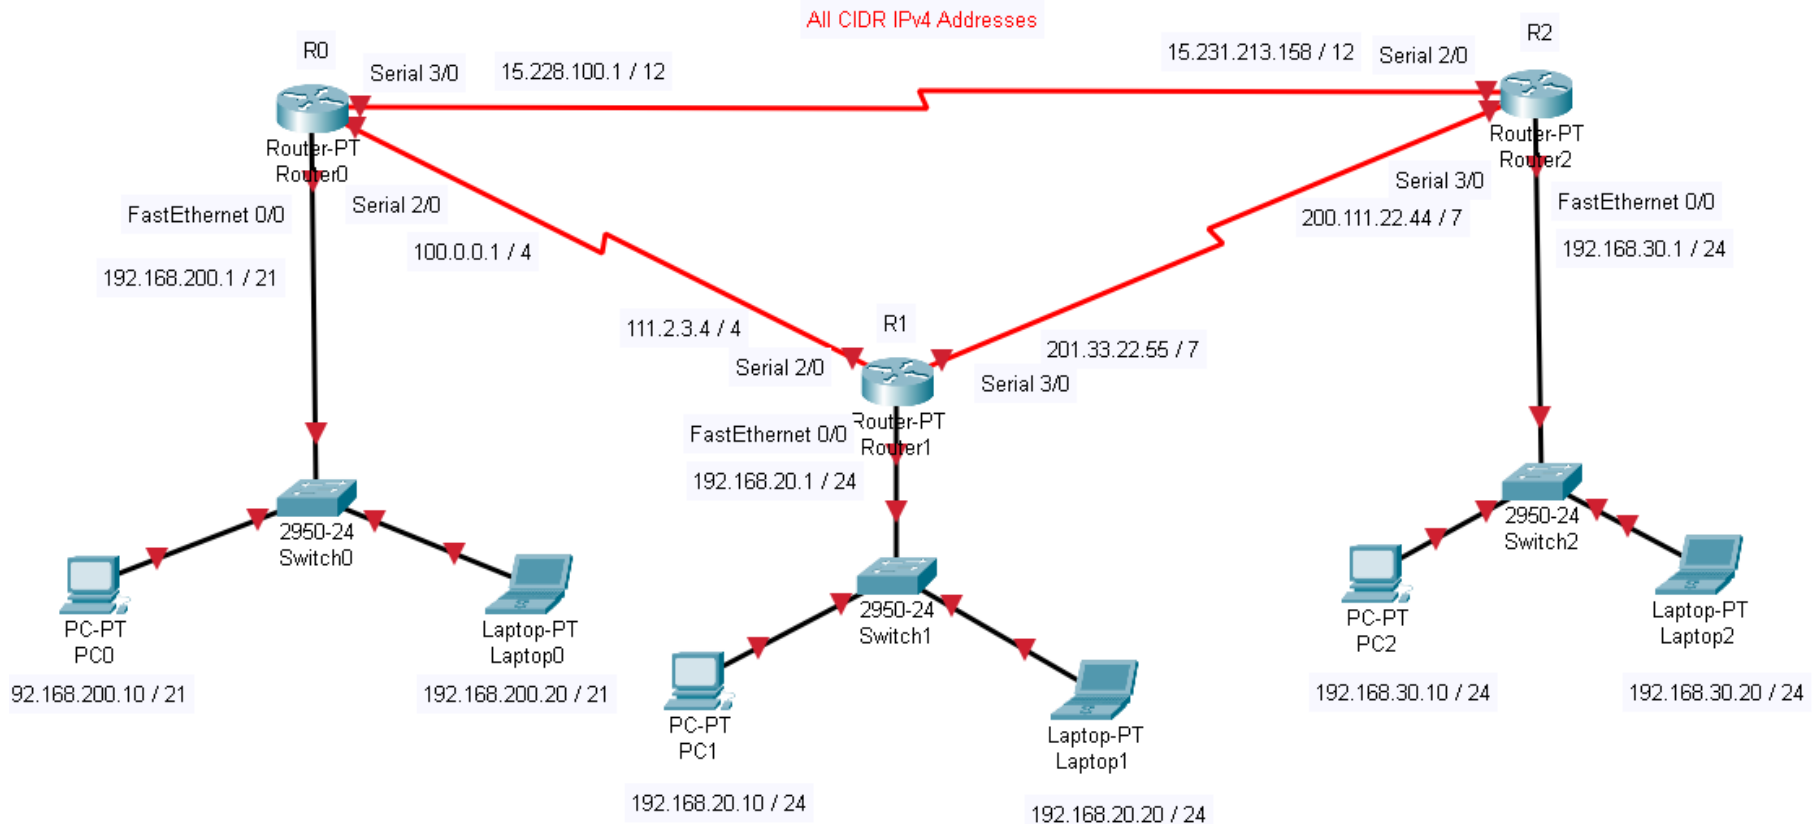 All CIDR IPv4 Addresses
R0
Serial 3/0
15.228.100.1 / 12
15.231.213.158 / 12
Serial 2/0
R2
Router-PT
Router0
Router-PT
Router2
FastEthernet 0/0
Serial 2/0
192.168.200.1 / 21
100.0.0.1 / 4
Serial 3/0
200.111.22.44 / 7
FastEthernet 0/0
192.168.30.1 / 24
111.2.3.4 / 4
Serial 2/0
R1
201.33.22.55 / 7
Serial 3/0
Router-PT
Router1
FastEthernet 0/0
192.168.20.1 / 24
2950-24
Switch0
2950-24
Switch1
2950-24
Switch2
PC-PT
PC0
92.168.200.10 / 21
Laptop-PT
Laptop0
192.168.200.20 / 21
PC-PT
PC1
192.168.20.10 / 24
Laptop-PT
Laptop1
192.168.20.20 / 24
PC-PT
PC2
192.168.30.10 / 24
Laptop-PT
Laptop2
192.168.30.20 / 24